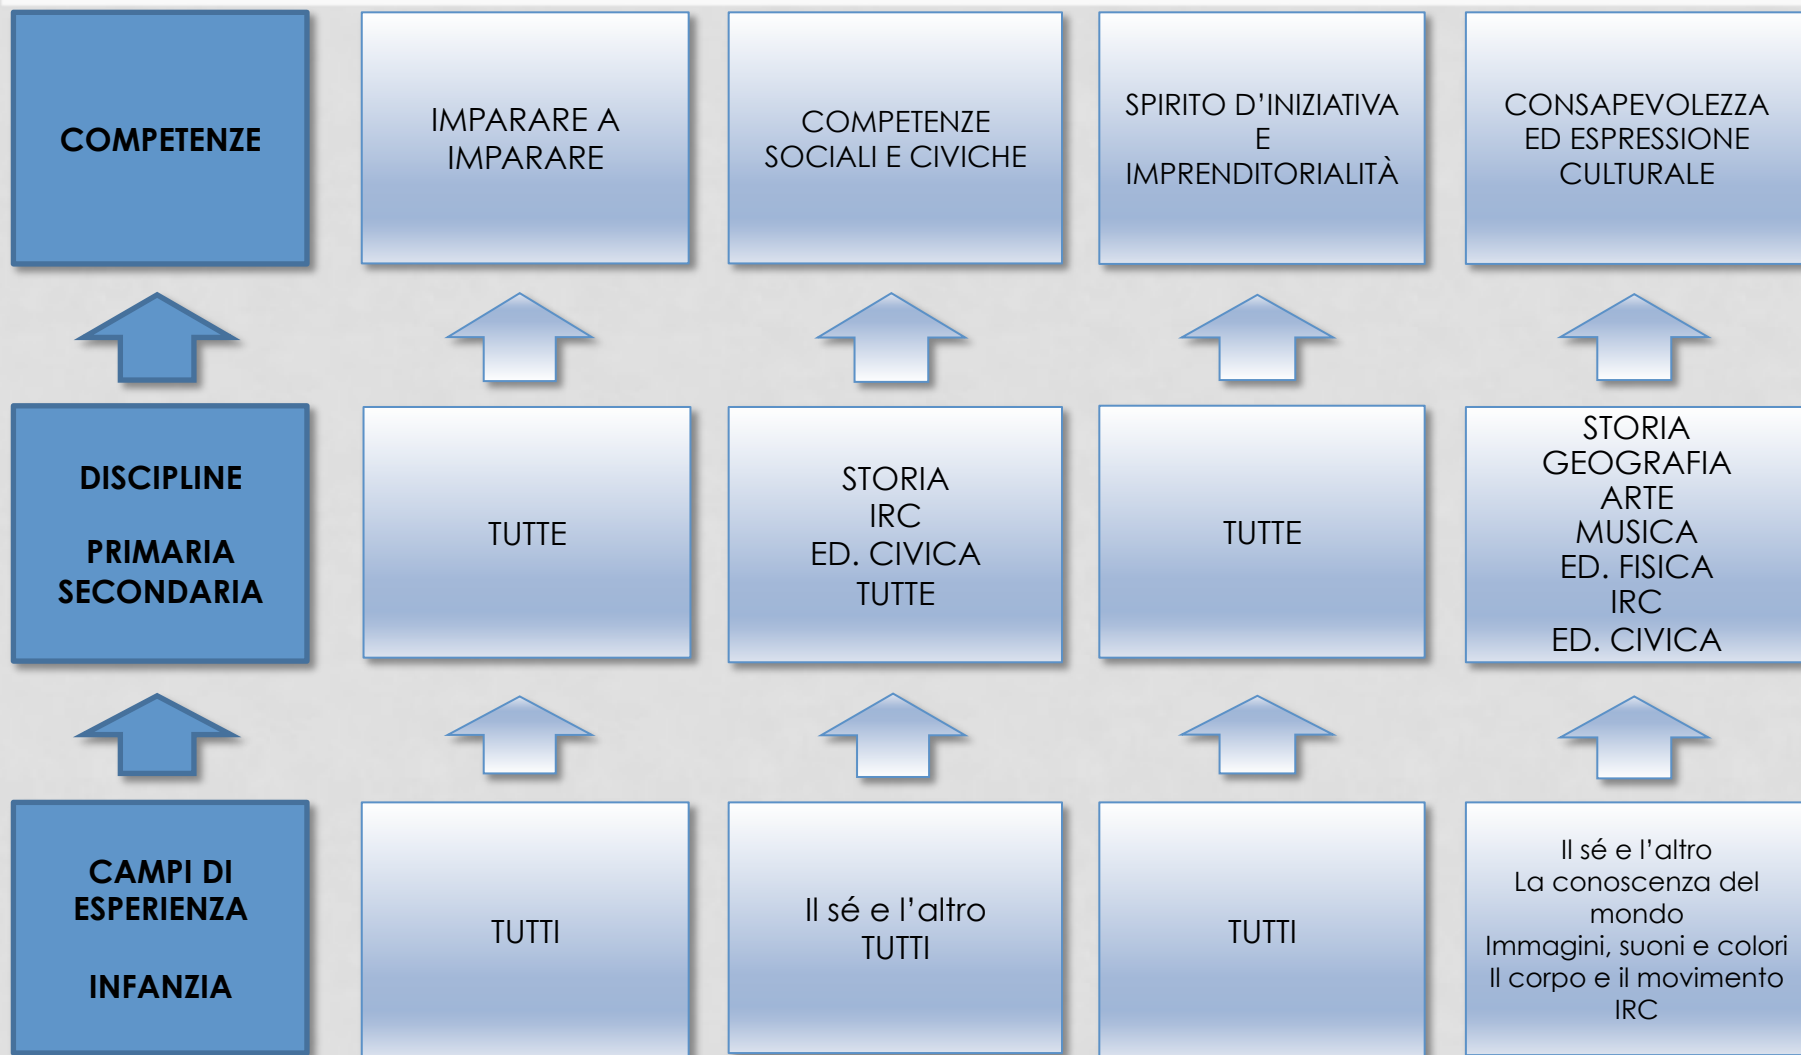 COMPETENZE
IMPARARE A
IMPARARE
COMPETENZE
SOCIALI E CIVICHE
SPIRITO D’INIZIATIVA
E
IMPRENDITORIALITÀ
CONSAPEVOLEZZA
ED ESPRESSIONE
CULTURALE
DISCIPLINE
PRIMARIA
SECONDARIA
TUTTE
STORIA
IRC
ED. CIVICA
TUTTE
TUTTE
STORIA
GEOGRAFIA
ARTE
MUSICA
ED. FISICA
IRC
ED. CIVICA
CAMPI DI
ESPERIENZA
INFANZIA
TUTTI
Il sé e l’altro
TUTTI
TUTTI
Il sé e l’altro
La conoscenza del
mondo
Immagini, suoni e colori
Il corpo e il movimento
IRC